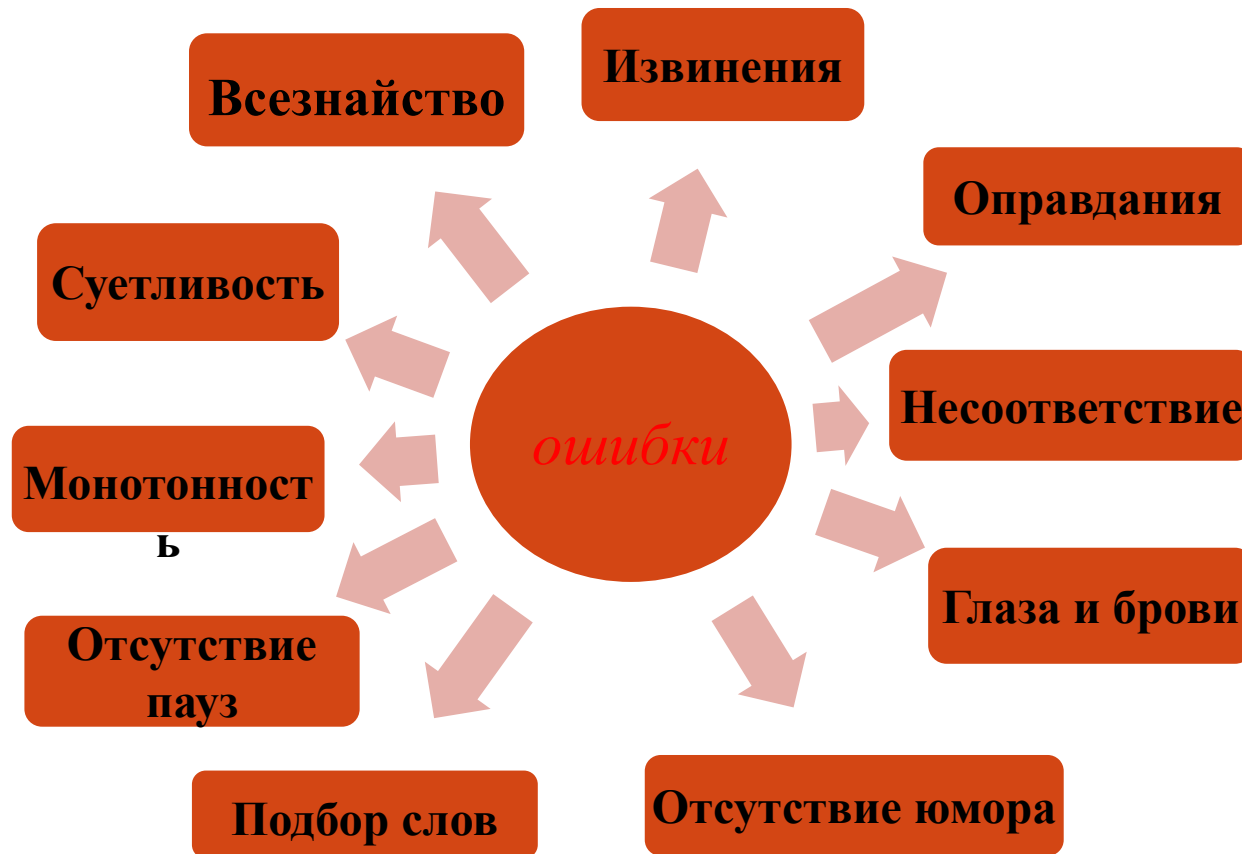 Всезнайство
Извинения
Оправдания
Суетливость
Несоответствие
ошибки
Монотонност
ь
Глаза и брови
Отсутствие
пауз
Подбор слов
Отсутствие юмора